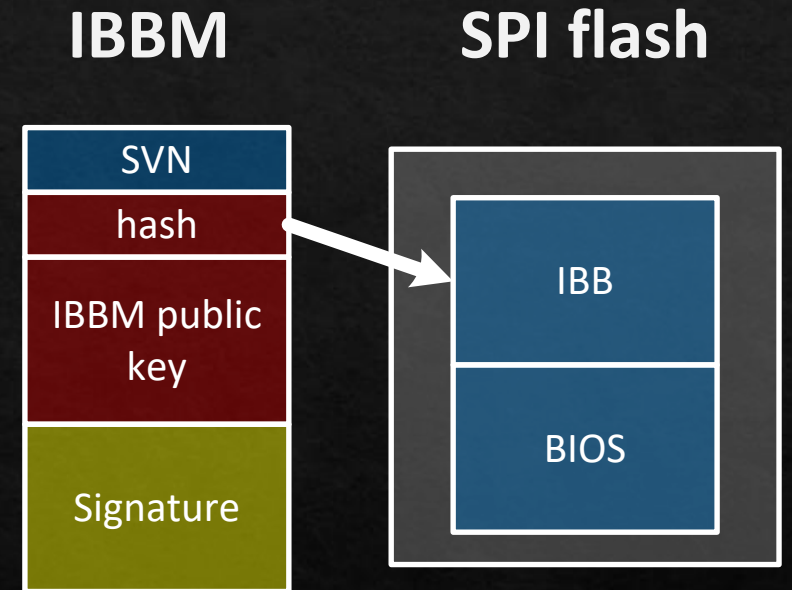 IBBM
SPI flash
SVN
hash
IBBM public
key
Signature
IBB
BIOS